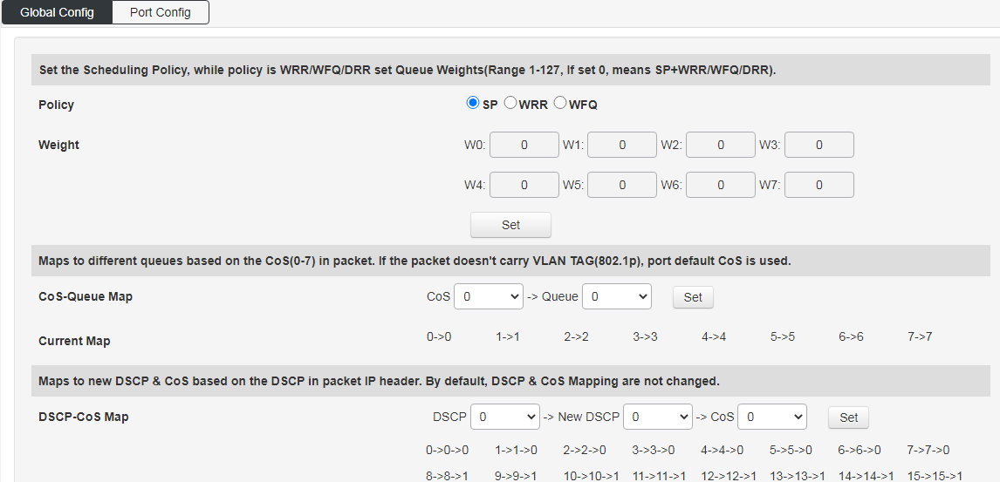 Global Config Port Config
Set the Scheduling Policy, while policy is WRR/WFQ/DRR set Queue Weights(Range 1-127, If set 0, means SP+WRR/WFQ/DRR).
Policy SP WRR WFQ
Weight W0: 0 W1: 0 W2: 0 W3: 0
W4: 0 W5: 0 W6: 0 W7: 0
Set
Maps to different queues based on the CoS(0-7) in packet. If the packet doesn't carry VLAN TAG(802.1p), port default CoS is used.
CoS-Queue Map CoS 0 -> Queue 0 Set
Current Map 0->0 1->1 2->2 3->3 4->4 5->5 6->6 7->7
Maps to new DSCP & CoS based on the DSCP in packet IP header. By default, DSCP & CoS Mapping are not changed.
DSCP-CoS Map DSCP 0 -> New DSCP 0 -> CoS 0 Set
0->0->0 1->1->0 2->2->0 3->3->0 4->4->0 5->5->0 6->6->0 7->7->0
8->8->1 9->9->1 10->10->1 11->11->1 12->12->1 13->13->1 14->14->1 15->15->1